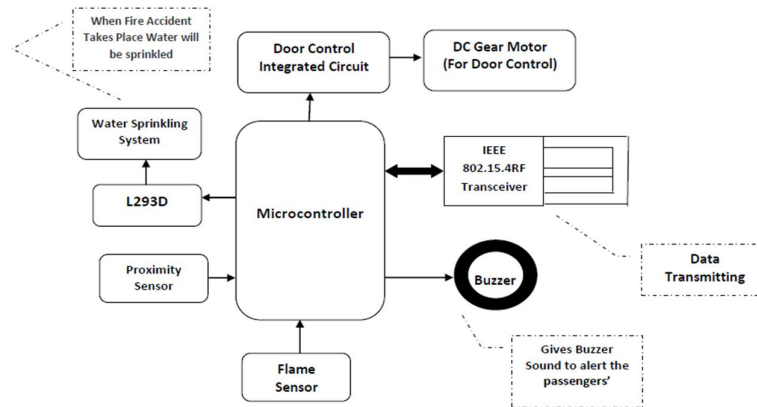 When Fire Accident
Takes Place Water will
be sprinkled
Door Control
Integrated Circuit
DC Gear Motor
(For Door Control)
Water Sprinkling
System
IEEE
802.15.4RF
Transceiver
L293D
Microcontroller
Proximity
Sensor
Buzzer
Data
Transmitting
Flame
Sensor
Gives Buzzer
Sound to alert the
passengers’